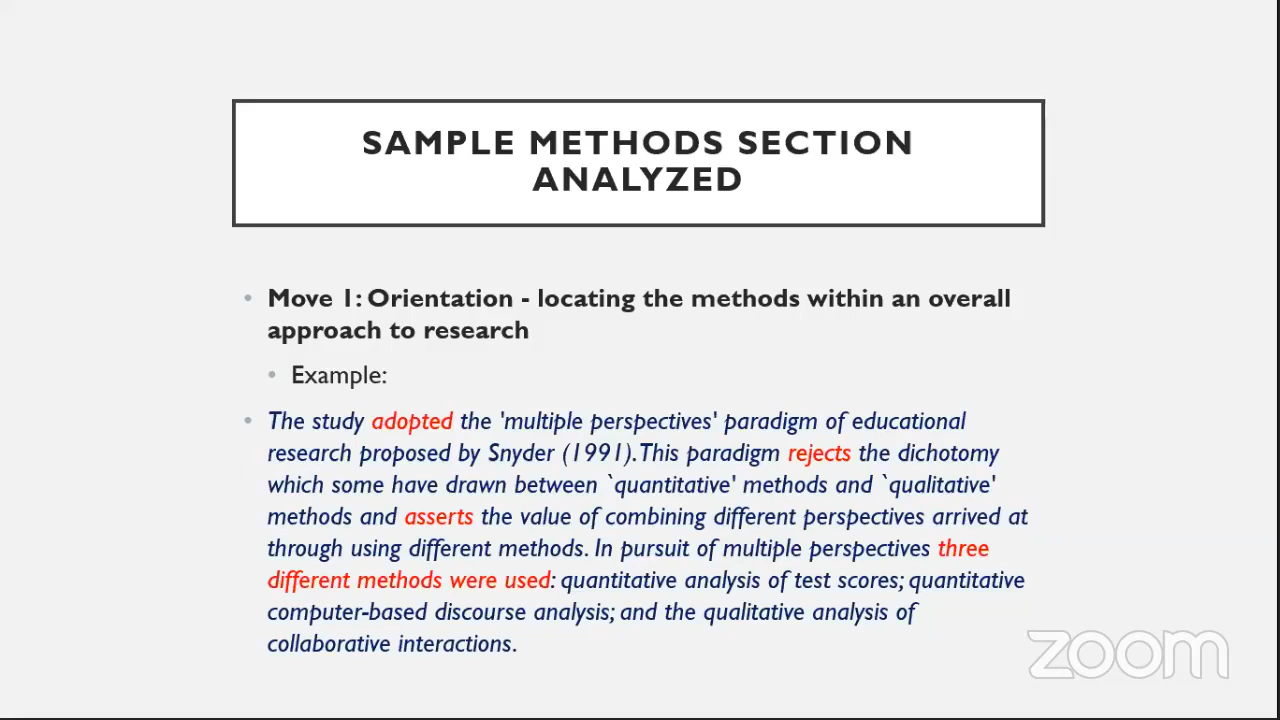 SAMPLE METHODS SECTION
ANALYZED
• Move 1: Orientation - locating the methods within an overall
approach to research
• Example:
• The study adopted the 'multiple perspectives' paradigm of educational
research proposed by Snyder (1991). This paradigm rejects the dichotomy
which some have drawn between `quantitative' methods and `qualitative'
methods and asserts the value of combining different perspectives arrived at
through using different methods. In pursuit of multiple perspectives three
different methods were used: quantitative analysis of test scores; quantitative
computer-based discourse analysis; and the qualitative analysis of
collaborative interactions.
zoom